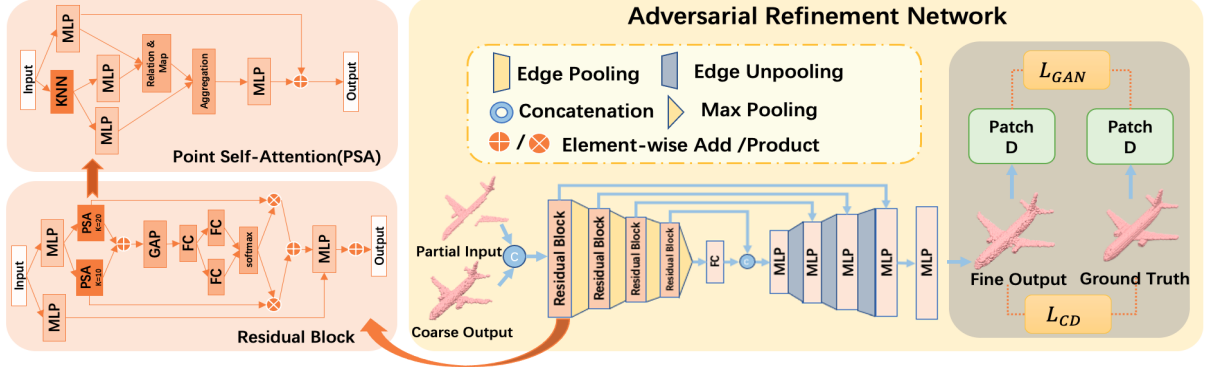 Input
MLP
KNN
MLP
MLP
Relation &
Map
Aggregation
MLP
Output
Point Self-Attention(PSA)
Input
MLP
MLP
PSA
K=20
PSA
K=10
GAP
FC
FC
FC
softmax
MLP
Output
Residual Block
Adversarial Refinement Network
Edge Pooling
Edge Unpooling
Concatenation
Max Pooling
/
Element-wise Add /Product
Partial Input
Coarse Output
C
Residual Block
Residual Block
Residual Block
Residual Block
FC
C
MLP
MLP
MLP
MLP
MLP
L_GAN
Patch
D
Patch
D
Fine Output
Ground Truth
L_CD